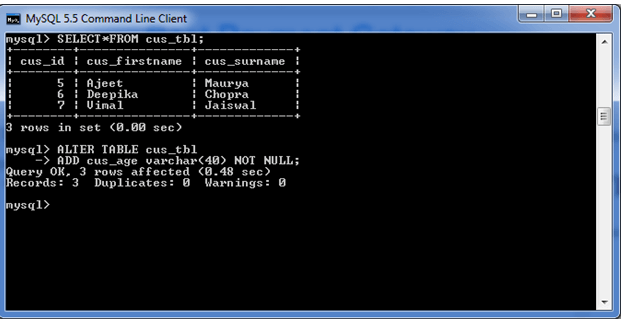 MySQL 5.5 Command Line Client
mysql> SELECT*FROM cus_tbl;
+--------+---------------+-------------+
| cus_id | cus_firstname | cus_surname |
+--------+---------------+-------------+
| 5 | Ajeet | Maurya |
| 6 | Deepika | Chopra |
| 7 | Vimal | Jaiswal |
+--------+---------------+-------------+
3 rows in set (0.00 sec)
mysql> ALTER TABLE cus_tbl
-> ADD cus_age varchar(40) NOT NULL;
Query OK, 3 rows affected (0.48 sec)
Records: 3 Duplicates: 0 Warnings: 0
mysql>